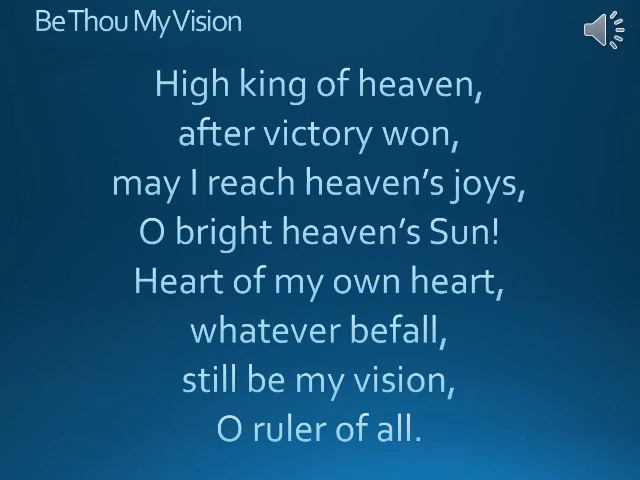 Be Thou My Vision
High king of heaven,
after victory won,
may I reach heaven’s joys,
O bright heaven’s Sun!
Heart of my own heart,
whatever befall,
still be my vision,
O ruler of all.